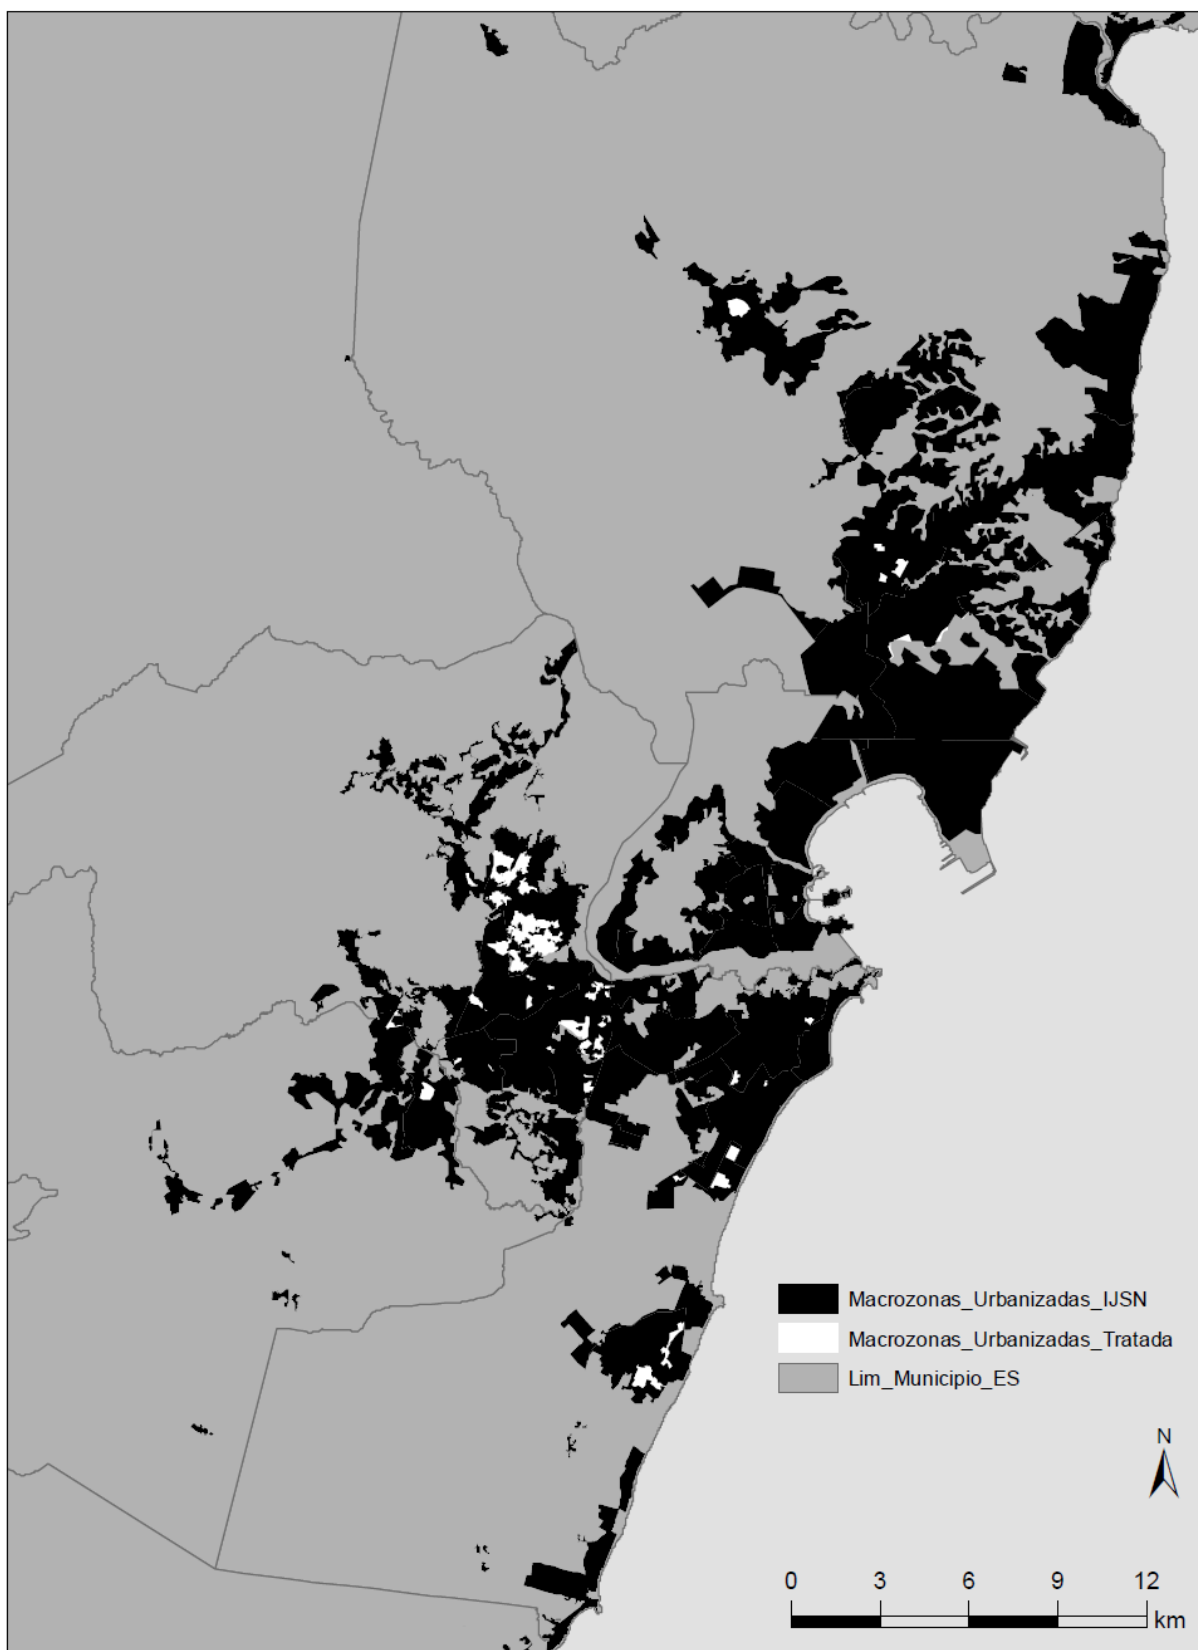 Macrozonas_Urbanizadas_IJSN
Macrozonas_Urbanizadas_Tratada
Lim_Municipio_ES
N
0 3 6 9 12
km